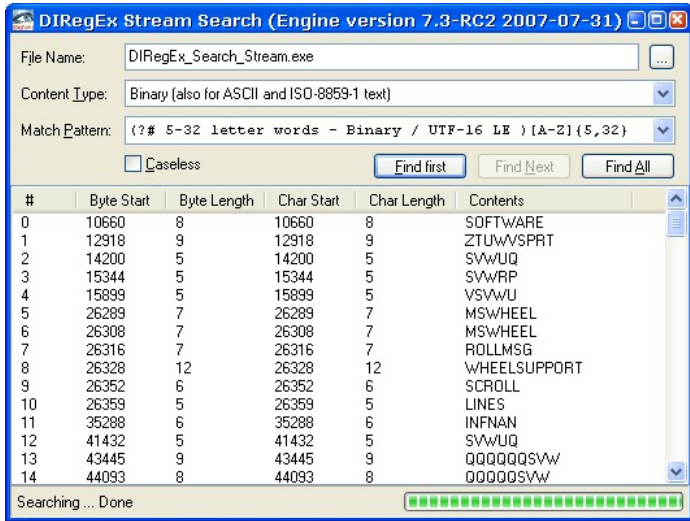 DIRegEx Stream Search (Engine version 7.3-RC2 2007-07-31)
File Name: DIRegEx_Search_Stream.exe ...
Content Type: Binary (also for ASCII and ISO-8859-1 text)
Match Pattern: (?# 5-32 letter words - Binary / UTF-16 LE )[A-Z]{5,32}
Caseless Find first Find Next Find All
# Byte Start Byte Length Char Start Char Length Contents
0 10660 8 10660 8 SOFTWARE
1 12918 9 12918 9 ZTUWVSPRT
2 14200 5 14200 5 SVWUQ
3 15344 5 15344 5 SVWRP
4 15899 5 15899 5 VSVWU
5 26289 7 26289 7 MSWHEEL
6 26308 7 26308 7 MSWHEEL
7 26316 7 26316 7 ROLLMSG
8 26328 12 26328 12 WHEELSUPPORT
9 26352 6 26352 6 SCROLL
10 26359 5 26359 5 LINES
11 35288 6 35288 6 INFNAN
12 41432 5 41432 5 SVWUQ
13 43445 9 43445 9 QQQQQQSVW
14 44093 8 44093 8 QQQQQSVW
Searching ... Done